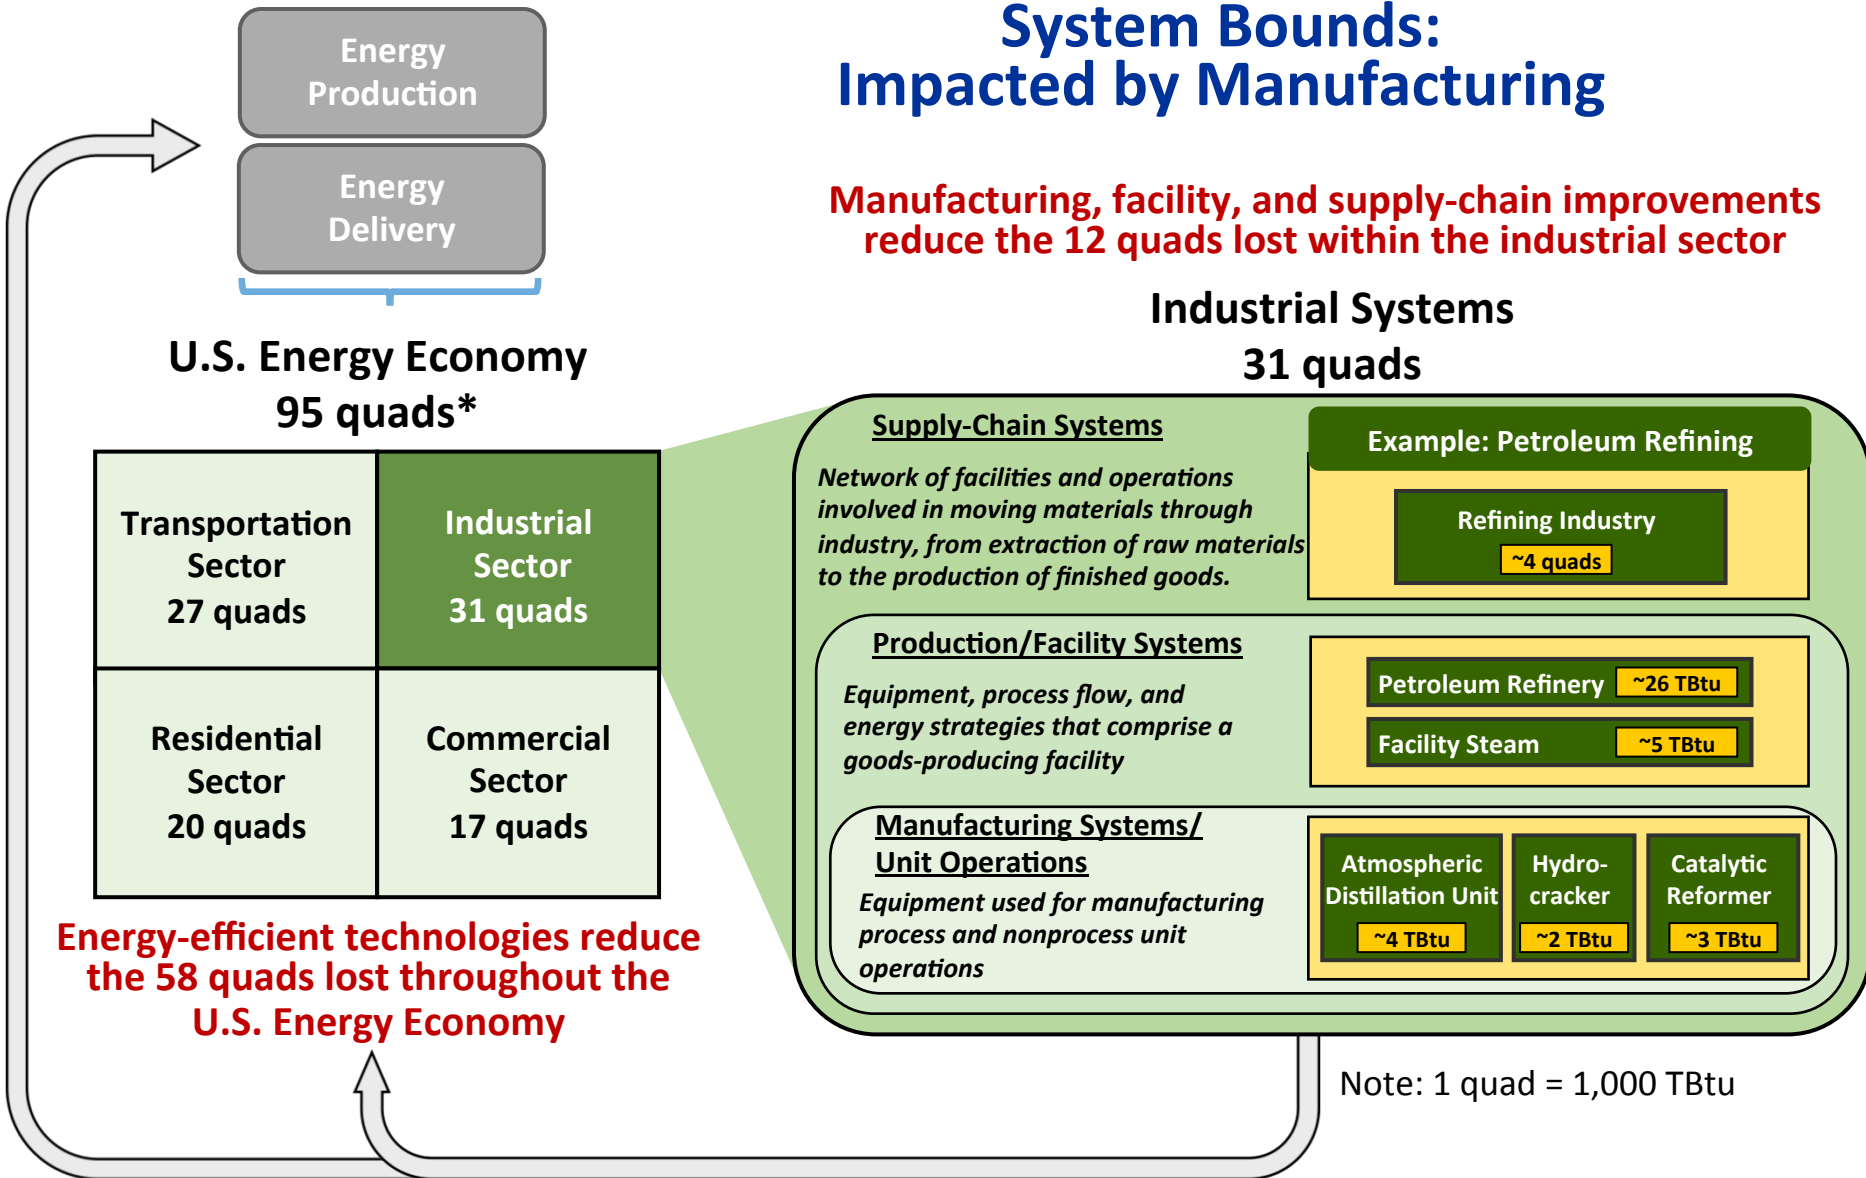 System Bounds:
Impacted by Manufacturing
Energy
Production
Energy
Delivery
Manufacturing, facility, and supply-chain improvements
reduce the 12 quads lost within the industrial sector
U.S. Energy Economy
95 quads*
Transportation
Sector
27 quads
Industrial
Sector
31 quads
Residential
Sector
20 quads
Commercial
Sector
17 quads
Energy-efficient technologies reduce
the 58 quads lost throughout the
U.S. Energy Economy
Industrial Systems
31 quads
Supply-Chain Systems
Network of facilities and operations
involved in moving materials through
industry, from extraction of raw materials
to the production of finished goods.
Example: Petroleum Refining
Refining Industry
~4 quads
Production/Facility Systems
Equipment, process flow, and
energy strategies that comprise a
goods-producing facility
Petroleum Refinery ~26 TBtu
Facility Steam ~5 TBtu
Manufacturing Systems/
Unit Operations
Equipment used for manufacturing
process and nonprocess unit
operations
Atmospheric
Distillation Unit
~4 TBtu
Hydro-
cracker
~2 TBtu
Catalytic
Reformer
~3 TBtu
Note: 1 quad = 1,000 TBtu